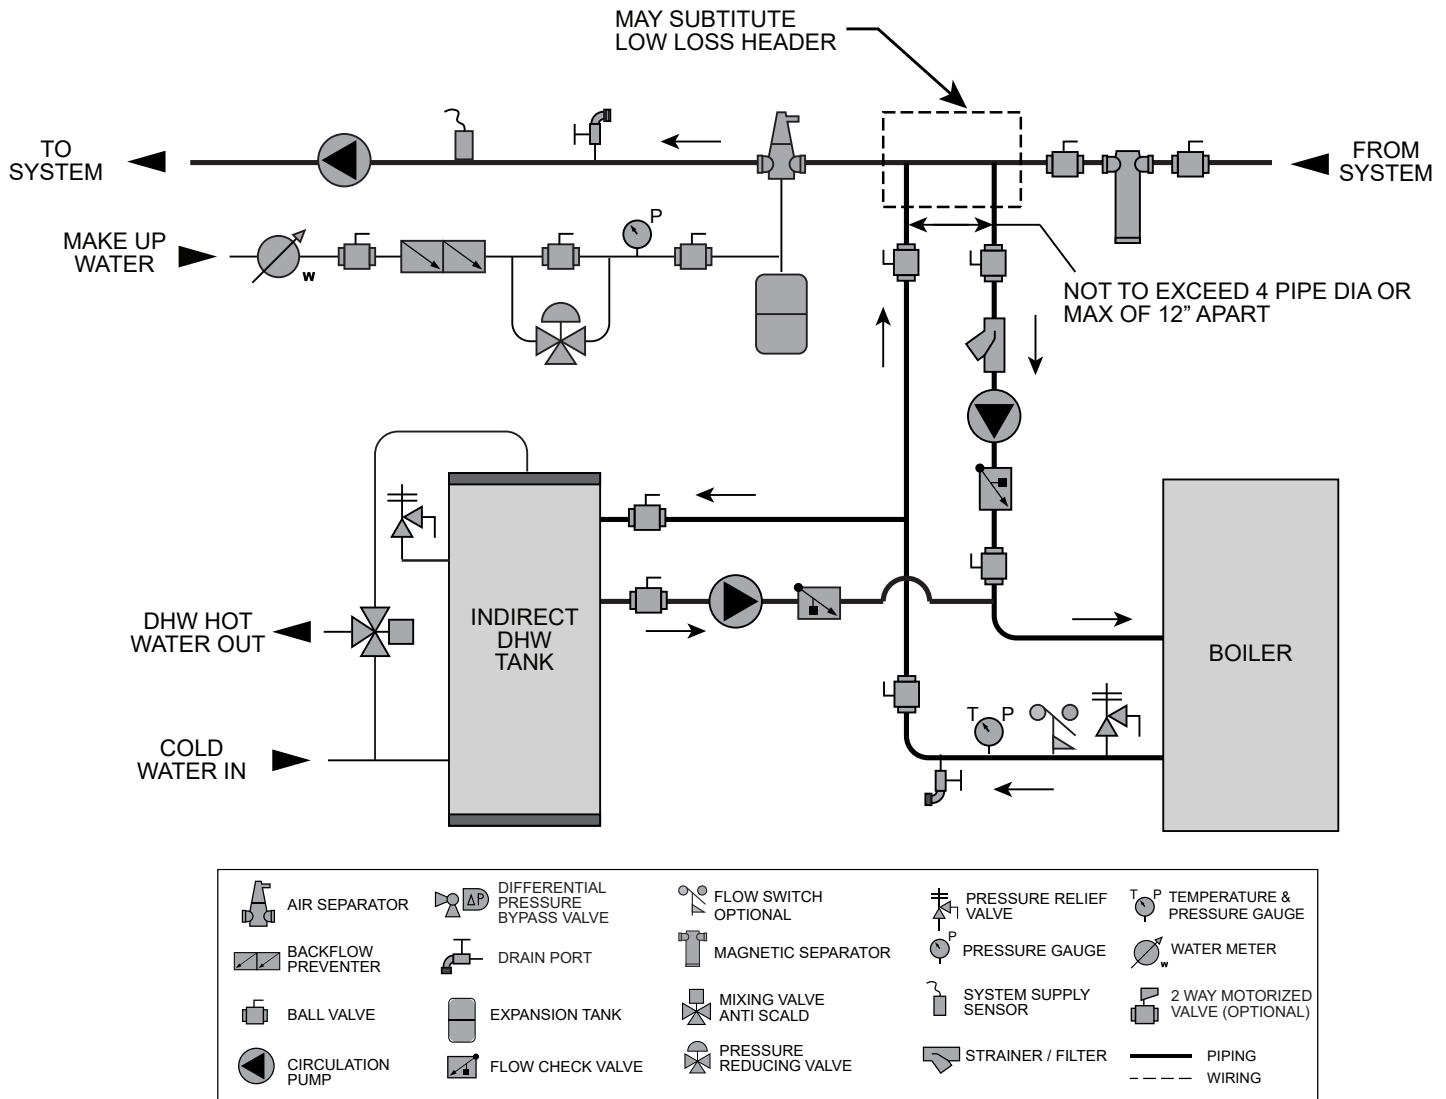 MAY SUBTITUTE
LOW LOSS HEADER
TO
SYSTEM
FROM
SYSTEM
MAKE UP
WATER
W
P
NOT TO EXCEED 4 PIPE DIA OR
MAX OF 12” APART
DHW HOT
WATER OUT
INDIRECT
DHW
TANK
BOILER
COLD
WATER IN
T P
AIR SEPARATOR
DIFFERENTIAL
PRESSURE
BYPASS VALVE
ΔP
FLOW SWITCH
OPTIONAL
PRESSURE RELIEF
VALVE
T P
TEMPERATURE &
PRESSURE GAUGE
BACKFLOW
PREVENTER
DRAIN PORT
MAGNETIC SEPARATOR
P
PRESSURE GAUGE
W
WATER METER
BALL VALVE
EXPANSION TANK
MIXING VALVE
ANTI SCALD
SYSTEM SUPPLY
SENSOR
2 WAY MOTORIZED
VALVE (OPTIONAL)
CIRCULATION
PUMP
FLOW CHECK VALVE
PRESSURE
REDUCING VALVE
STRAINER / FILTER
PIPING
WIRING